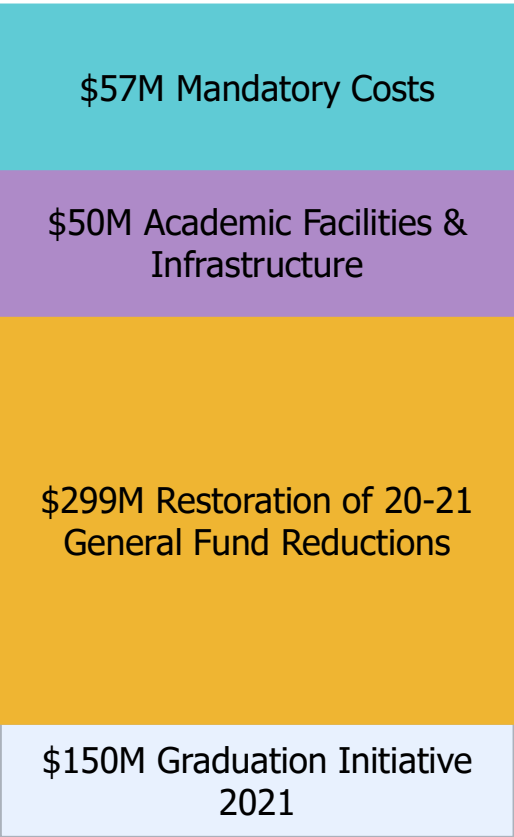 $57M Mandatory Costs
$50M Academic Facilities &
Infrastructure
$299M Restoration of 20-21
General Fund Reductions
$150M Graduation Initiative
2021